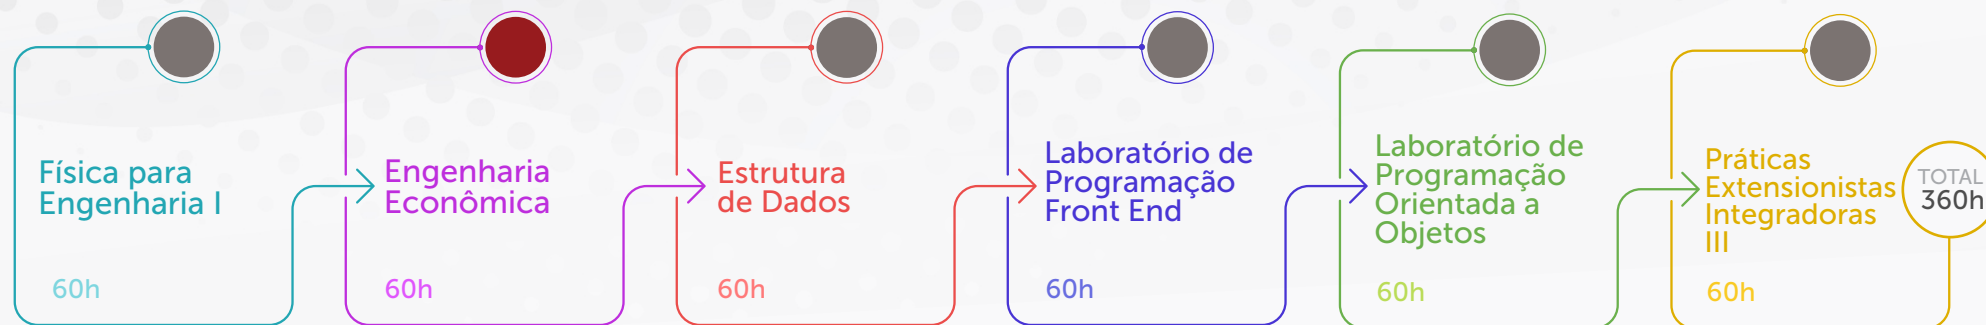 Física para
Engenharia I
60h
Engenharia
Econômica
60h
Estrutura
de Dados
60h
Laboratório de
Programação
Front End
60h
Laboratório de
Programação
Orientada a
Objetos
60h
Práticas
Extensionistas
Integradoras
III
60h
TOTAL
360h